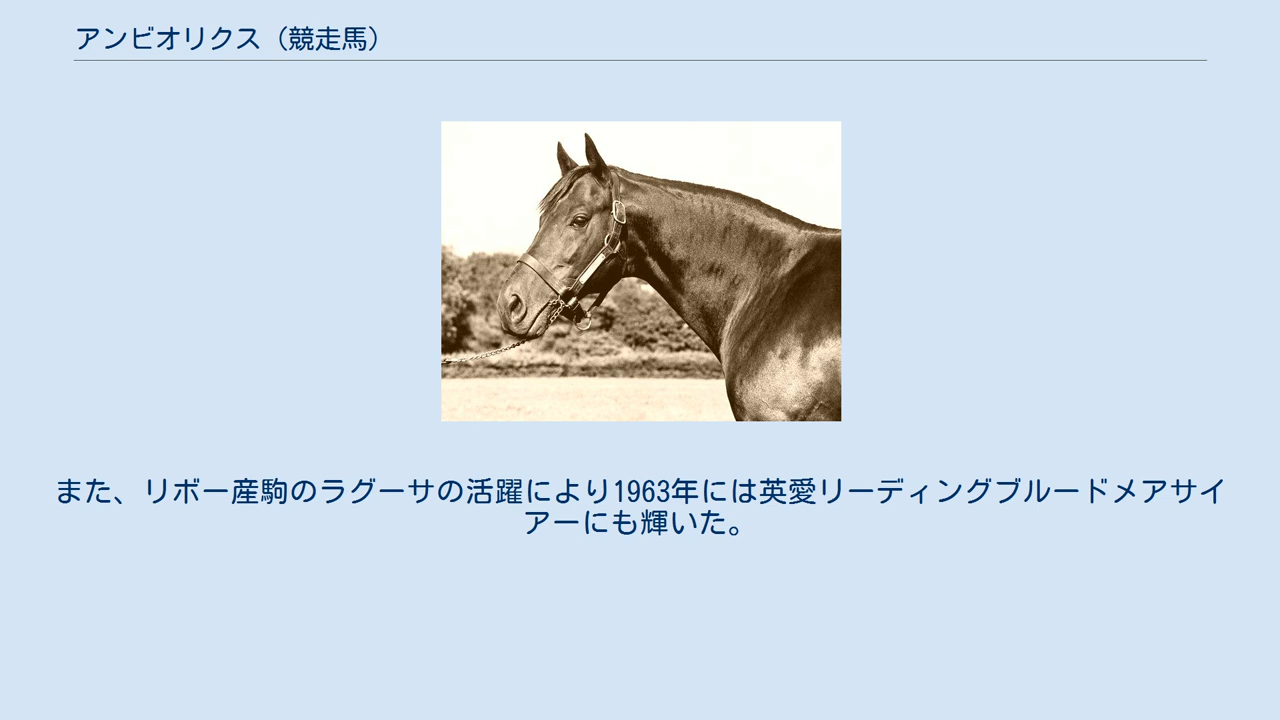 アンビオリクス（競走馬）
また、リボー産駒のラグーサの活躍により1963年には英愛リーディングブルードメアサイ
アーにも輝いた。